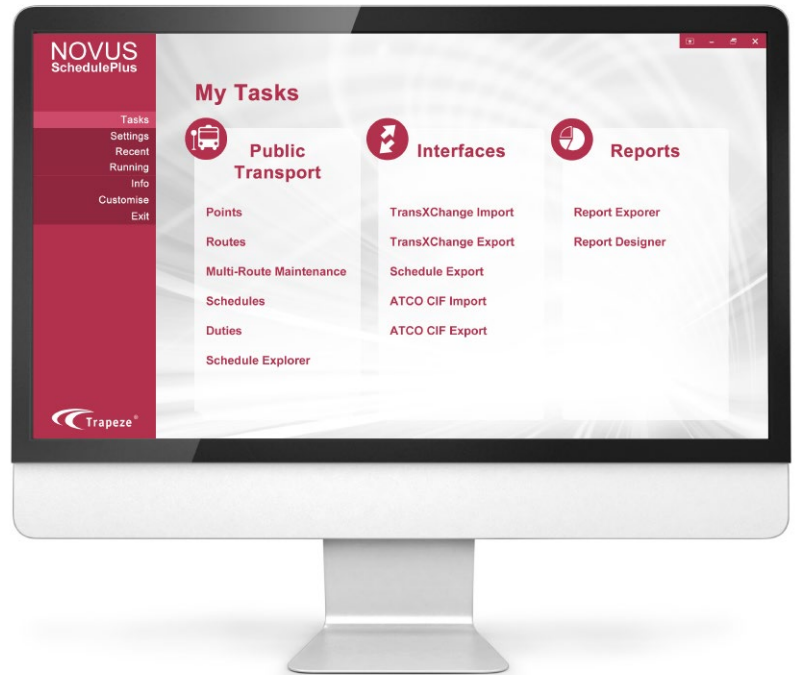 NOVUS
SchedulePlus
Tasks
Settings
Recent
Running
Info
Customise
Exit
My Tasks
Public
Transport
Points
Routes
Multi-Route Maintenance
Schedules
Duties
Schedule Explorer
Interfaces
TransXChange Import
TransXChange Export
Schedule Export
ATCO CIF Import
ATCO CIF Export
Reports
Report Exporer
Report Designer
Trapeze®